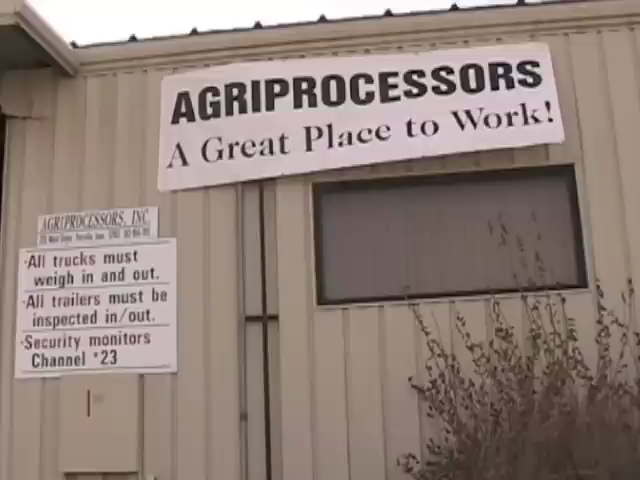 AGRIPROCESSORS
A Great Place to Work!
AGRIPROCESSORS, INC.
·All trucks must
weigh in and out.
·All trailers must be
inspected in/out.
·Security monitors
Channel #23